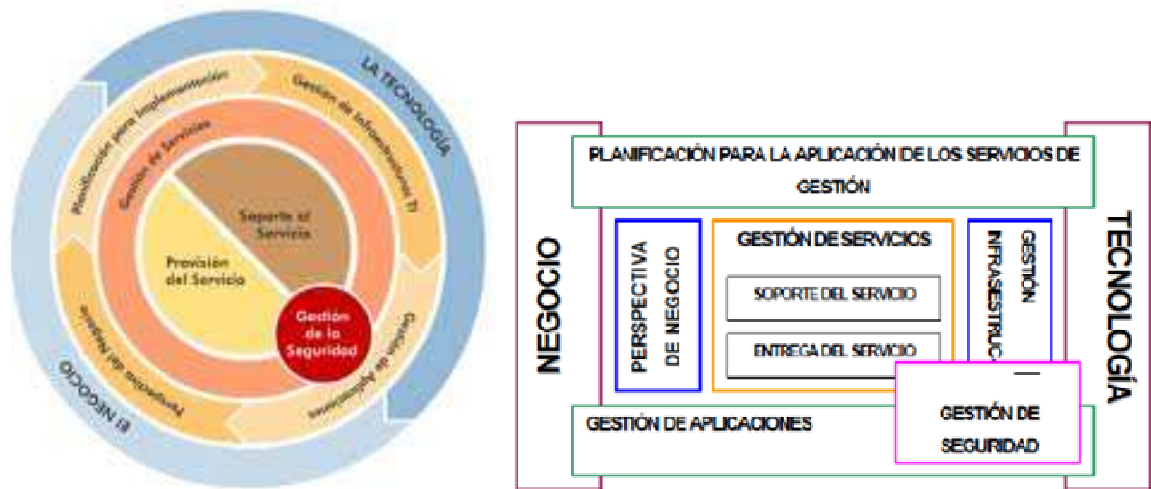 LA TECNOLOGÍA
Planificación para Implementación
Gestión de Infraestructuras TI
Gestión de Servicios
Soporte al
Servicio
Provisión
del Servicio
Gestión
de la
Seguridad
Gestión de Aplicaciones
Perspectiva del Negocio
El NEGOCIO
PLANIFICACIÓN PARA LA APLICACIÓN DE LOS SERVICIOS DE
GESTIÓN
NEGOCIO
PERSPECTIVA
DE NEGOCIO
GESTIÓN DE SERVICIOS
SOPORTE DEL SERVICIO
ENTREGA DEL SERVICIO
GESTIÓN
INFRASESTRUC
TECNOLOGÍA
GESTIÓN DE APLICACIONES
GESTIÓN DE
SEGURIDAD